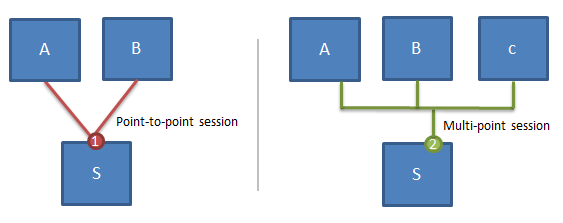 A
B
1
Point-to-point session
S
A
B
c
Multi-point session
2
S